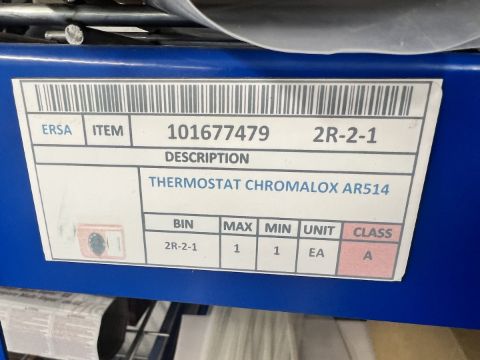 ERSA ITEM 101677479 2R-2-1
DESCRIPTION
THERMOSTAT CHROMALOX AR514
BIN MAX MIN UNIT CLASS
2R-2-1 1 1 EA A